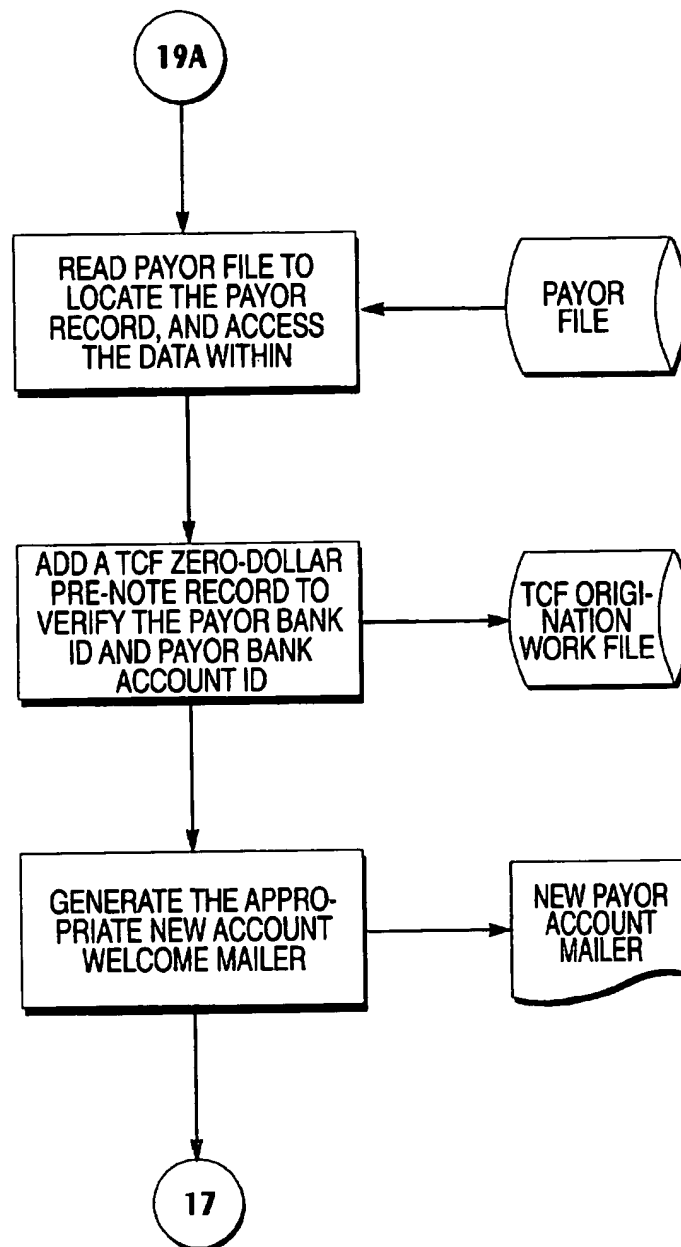 19A
READ PAYOR FILE TO
LOCATE THE PAYOR
RECORD, AND ACCESS
THE DATA WITHIN
PAYOR
FILE
ADD A TCF ZERO-DOLLAR
PRE-NOTE RECORD TO
VERIFY THE PAYOR BANK
ID AND PAYOR BANK
ACCOUNT ID
TCF ORIGI-
NATION
WORK FILE
GENERATE THE APPRO-
PRIATE NEW ACCOUNT
WELCOME MAILER
NEW PAYOR
ACCOUNT
MAILER
17